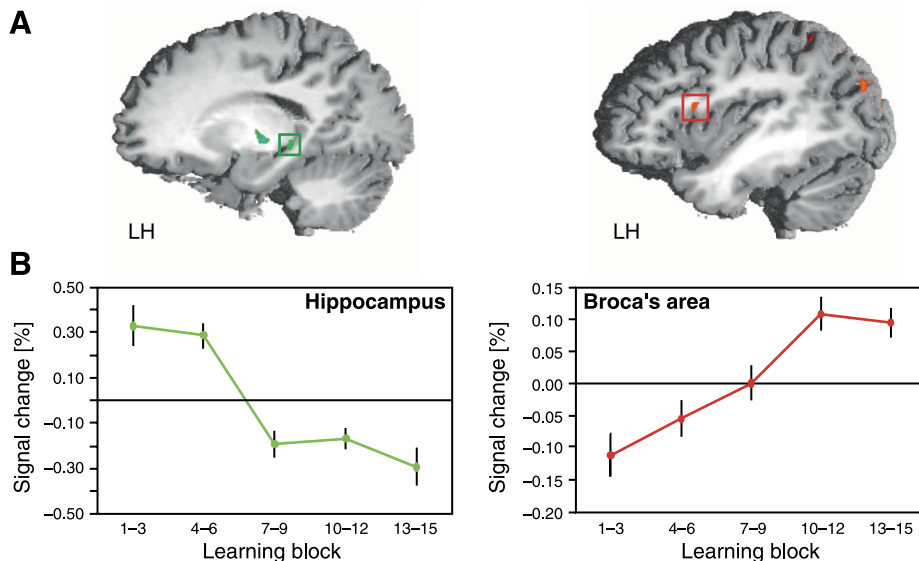 A
LH
LH
B
Hippocampus
Signal change [%]
0.50
0.30
0.10
−0.10
−0.30
−0.50
1–3
4–6
7–9
10–12
13–15
Learning block
Broca's area
Signal change [%]
0.15
0.10
0.05
0.00
−0.05
−0.10
−0.15
−0.20
1–3
4–6
7–9
10–12
13–15
Learning block